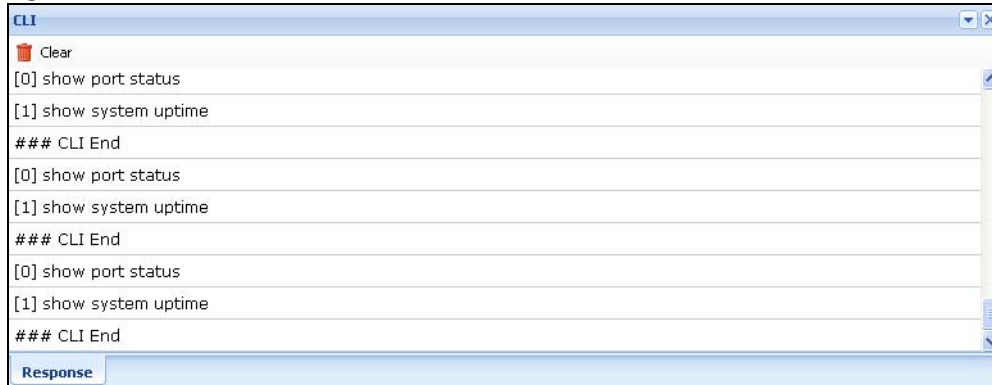 CLI
Clear
[0] show port status
[1] show system uptime
### CLI End
[0] show port status
[1] show system uptime
### CLI End
[0] show port status
[1] show system uptime
### CLI End
Response